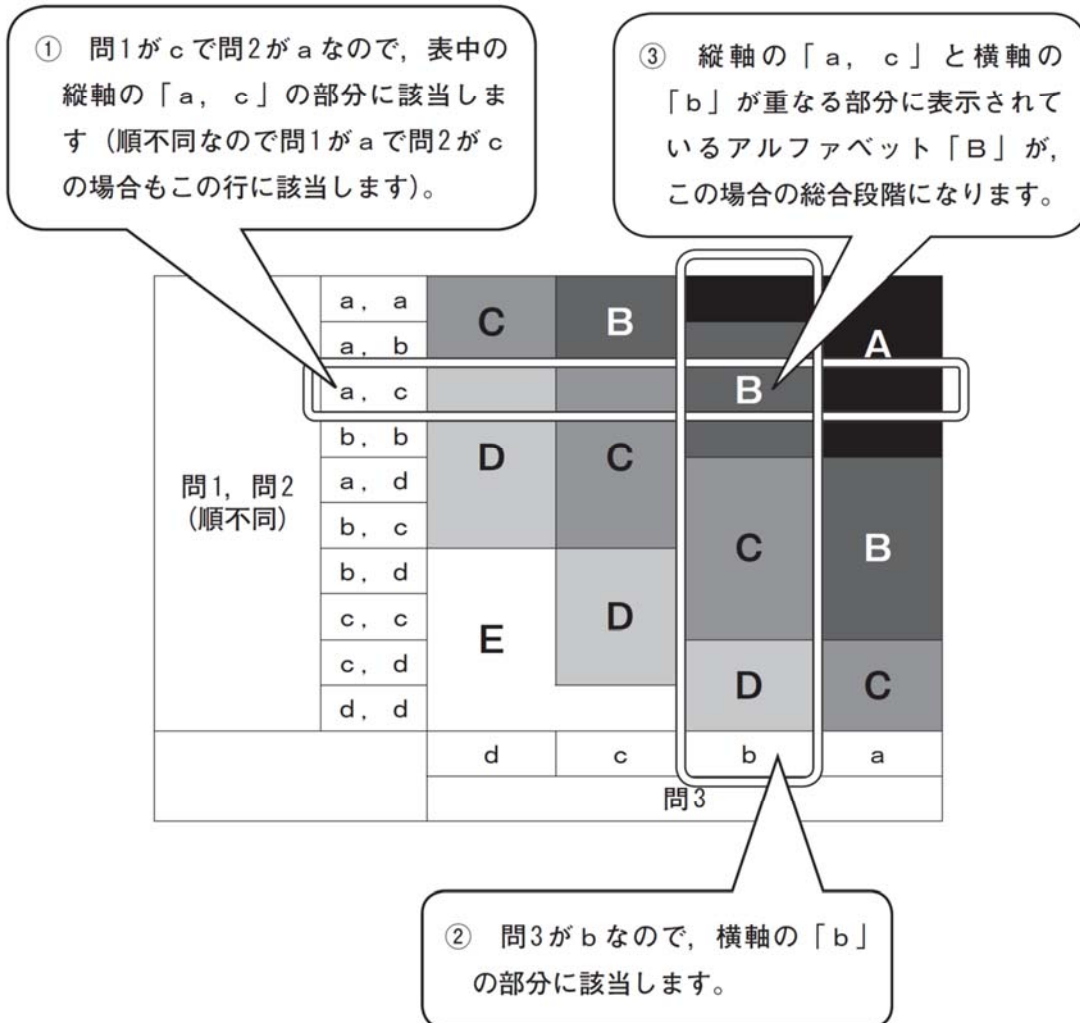 ① 問1がcで問2がaなので，表中の
縦軸の「a，c」の部分に該当しま
す（順不同なので問1がaで問2がc
の場合もこの行に該当します）。
③ 縦軸の「a，c」と横軸の
「b」が重なる部分に表示されて
いるアルファベット「B」が，
この場合の総合段階になります。
問1，問2
（順不同）
a，a
a，b
a，c
b，b
a，d
b，c
b，d
c，c
c，d
d，d
C
B
A
B
D
C
C
B
E
D
D
C
d
c
b
a
問3
② 問3がbなので，横軸の「b」
の部分に該当します。